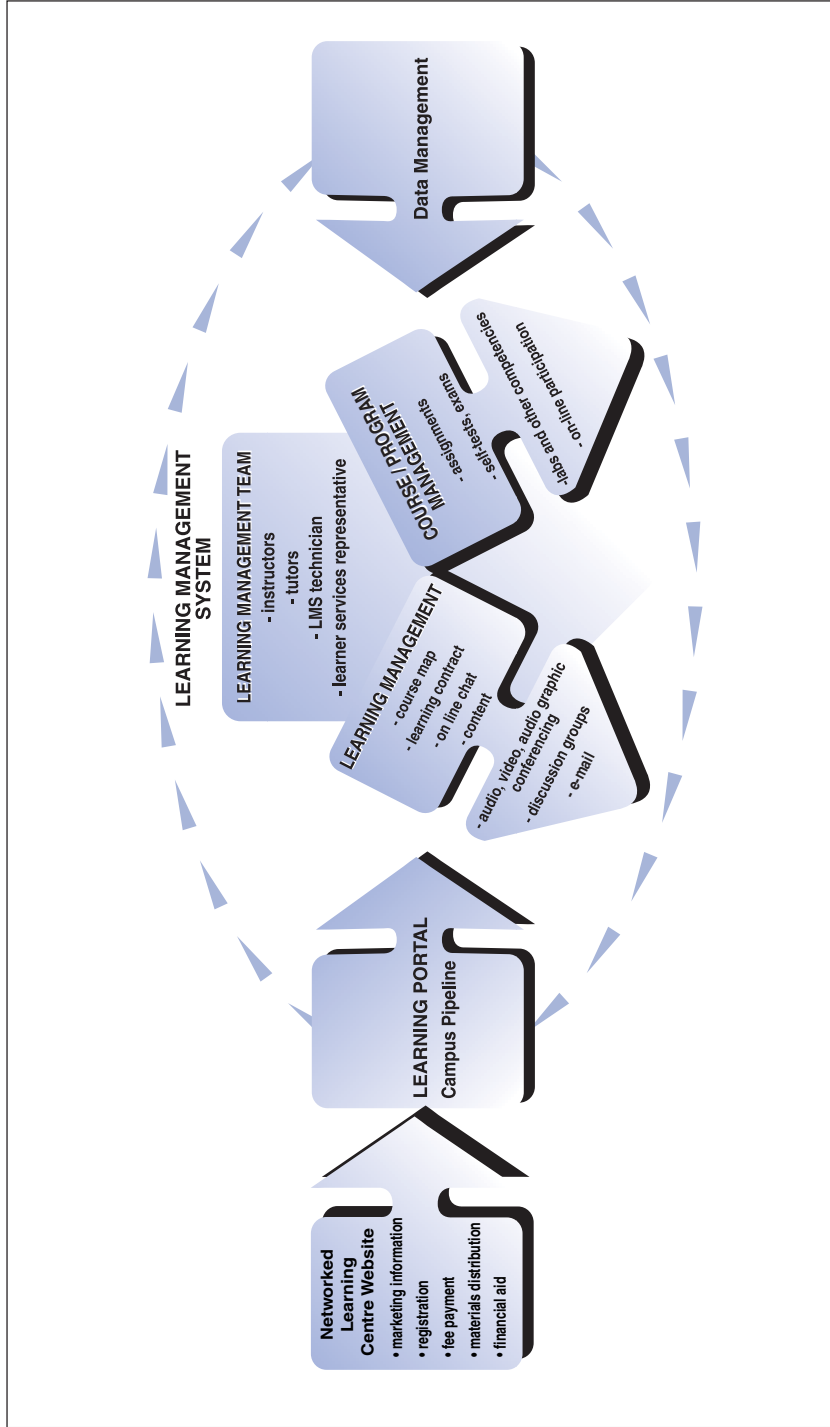 LEARNING MANAGEMENT
SYSTEM
Networked
Learning
Centre Website
• marketing information
• registration
• fee payment
• materials distribution
• financial aid
LEARNING PORTAL
Campus Pipeline
LEARNING MANAGEMENT TEAM
- instructors
- tutors
- LMS technician
- learner services representative
LEARNING MANAGEMENT
- course map
- learning contract
- on line chat
- content
- audio, video, audio graphic
conferencing
- discussion groups
- e-mail
COURSE / PROGRAM
MANAGEMENT
- assignments
- self-tests, exams
-labs and other competencies
- on-line participation
Data Management